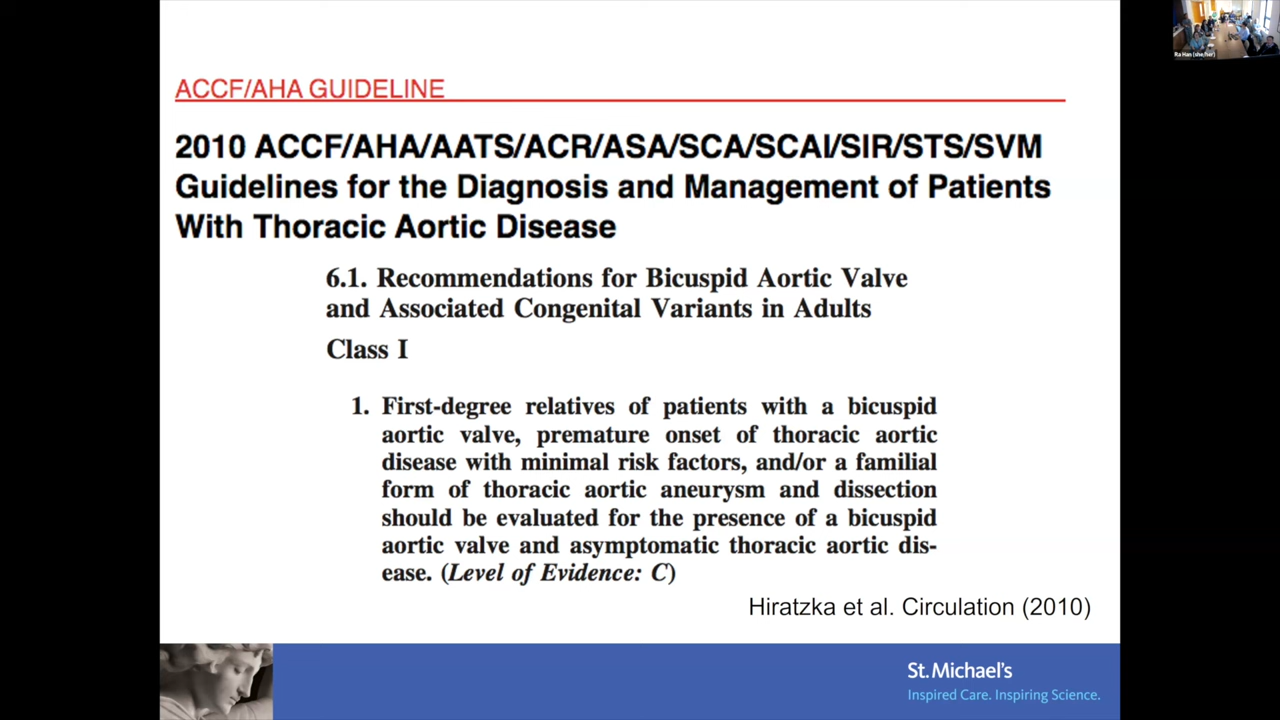 Ra Han (she/her)
ACCF/AHA GUIDELINE
2010 ACCF/AHA/AATS/ACR/ASA/SCA/SCAI/SIR/STS/SVM
Guidelines for the Diagnosis and Management of Patients
With Thoracic Aortic Disease
6.1. Recommendations for Bicuspid Aortic Valve
and Associated Congenital Variants in Adults
Class I
1. First-degree relatives of patients with a bicuspid
aortic valve, premature onset of thoracic aortic
disease with minimal risk factors, and/or a familial
form of thoracic aortic aneurysm and dissection
should be evaluated for the presence of a bicuspid
aortic valve and asymptomatic thoracic aortic dis-
ease. (Level of Evidence: C)
Hiratzka et al. Circulation (2010)
St. Michael's
Inspired Care. Inspiring Science.